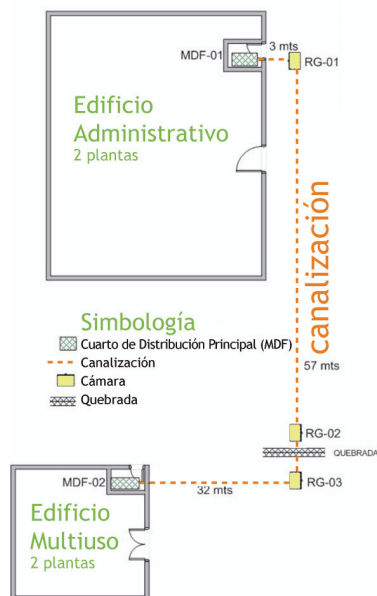 MDF-01
3 mts
RG-01
Edificio
Administrativo
2 plantas
canalización
Simbología
Cuarto de Distribución Principal (MDF)
Canalización
Cámara
Quebrada
57 mts
RG-02
QUEBRADA
MDF-02
32 mts
RG-03
Edificio
Multiuso
2 plantas